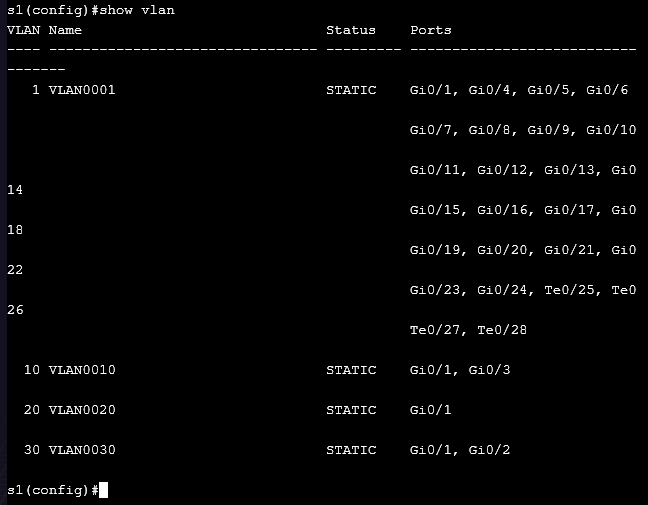 s1(config)#show vlan
VLAN Name                             Status    Ports
---- -------------------------------- --------- ---------------------------
-------
   1 VLAN0001                         STATIC    Gi0/1, Gi0/4, Gi0/5, Gi0/6
                                                Gi0/7, Gi0/8, Gi0/9, Gi0/10
                                                Gi0/11, Gi0/12, Gi0/13, Gi0
14
                                                Gi0/15, Gi0/16, Gi0/17, Gi0
18
                                                Gi0/19, Gi0/20, Gi0/21, Gi0
22
                                                Gi0/23, Gi0/24, Te0/25, Te0
26
                                                Te0/27, Te0/28
  10 VLAN0010                         STATIC    Gi0/1, Gi0/3
  20 VLAN0020                         STATIC    Gi0/1
  30 VLAN0030                         STATIC    Gi0/1, Gi0/2
s1(config)#